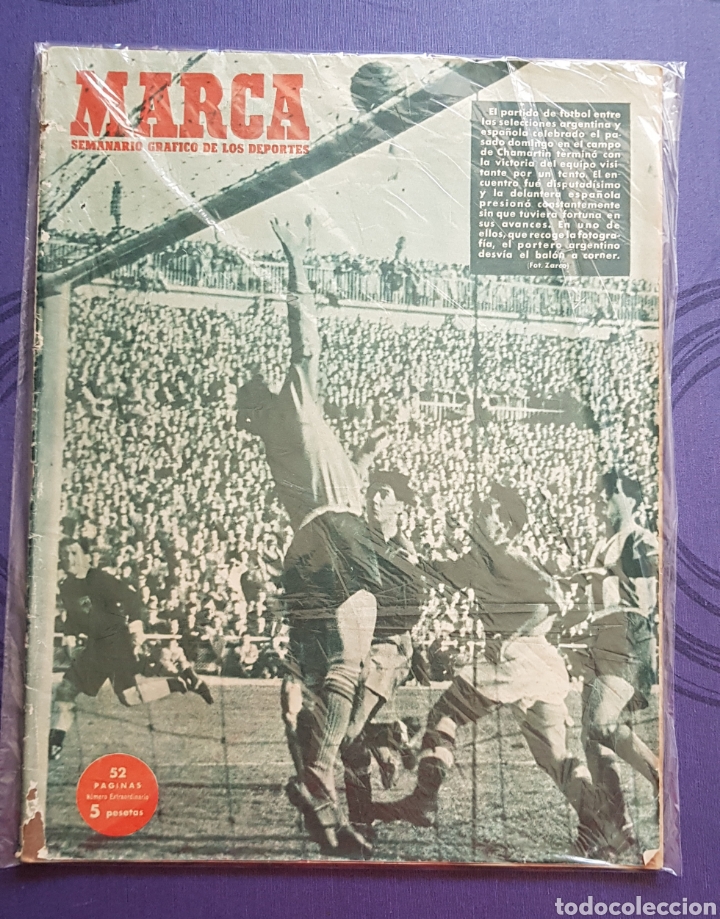 MARCA
SEMANARIO GRAFICO DE LOS DEPORTES
El partido de fútbol entre
las selecciones argentina y
española celebrado el pa-
sado domingo en el campo
de Chamartín terminó con
la victoria del equipo visi-
tante por un tanto. El en-
cuentro fué disputadísimo
y la delantera española
presionó constantemente
sin que tuviera fortuna en
sus avances. En uno de
ellos, que recoge la fotogra-
fía, el portero argentino
desvía el balón a corner.
(Fot. Zarco)
52
PAGINAS
Número Extraordinario
5 pesetas
todocoleccion